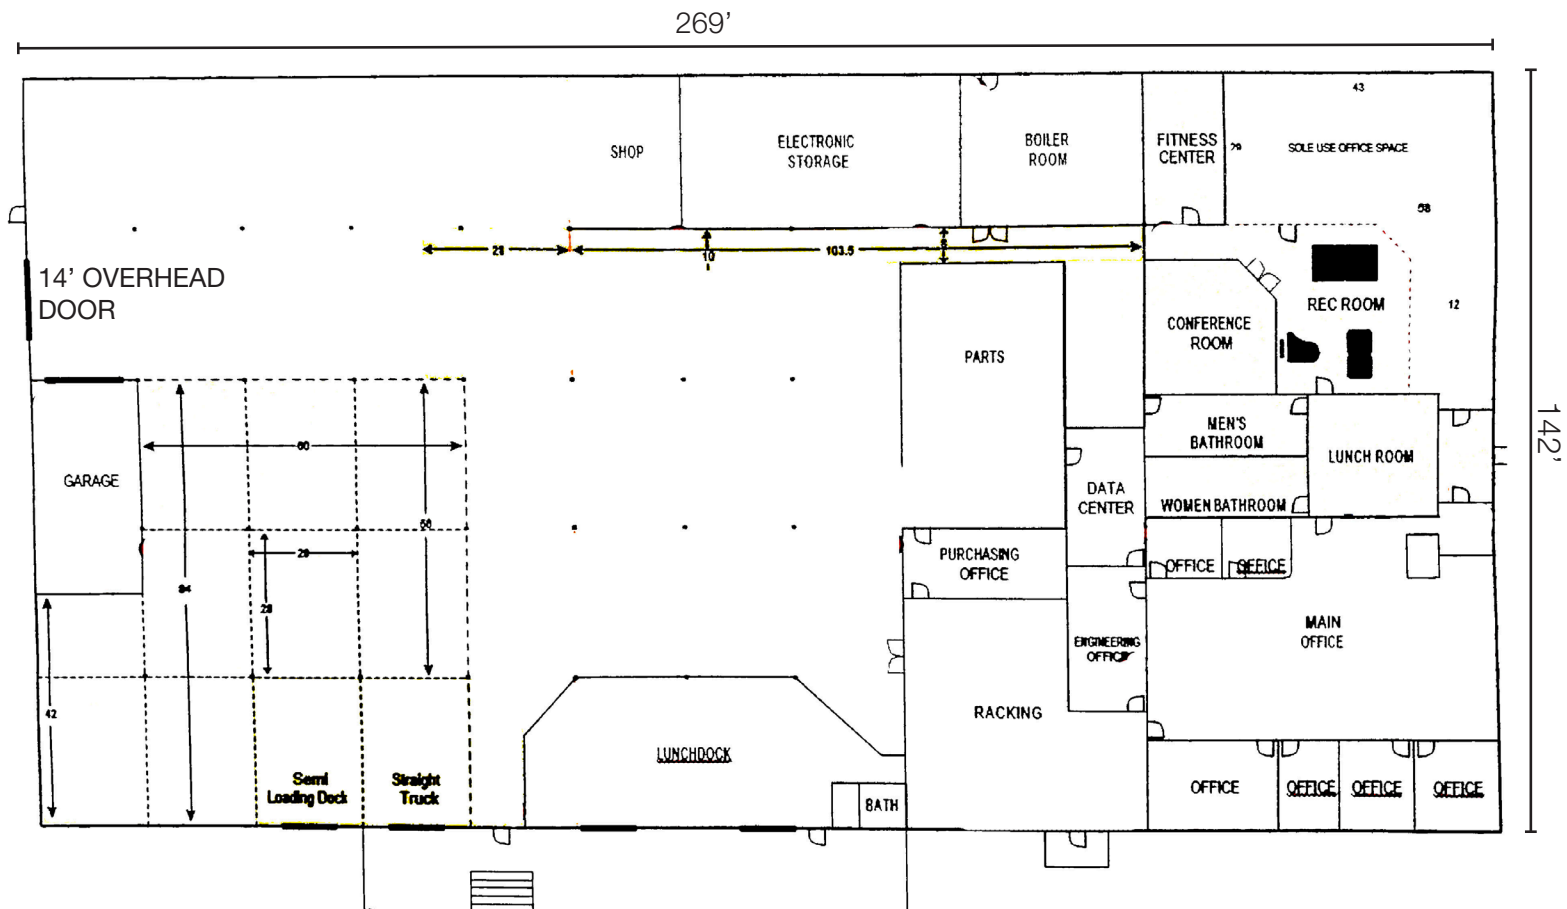 269’
43
SHOP
ELECTRONIC
STORAGE
BOILER
ROOM
FITNESS
CENTER
29
SOLE USE OFFICE SPACE
58
21
10
103.5
14’ OVERHEAD
DOOR
REC ROOM
12
CONFERENCE
ROOM
PARTS
142’
MEN'S
BATHROOM
LUNCH ROOM
GARAGE
DATA
CENTER
WOMEN BATHROOM
PURCHASING
OFFICE
OFFICE
OFFICE
84
28
MAIN
OFFICE
ENGINEERING
OFFICE
42
RACKING
LUNCHDOCK
Semi
Loading Dock
Straight
Truck
BATH
OFFICE
OFFICE
OFFICE
OFFICE